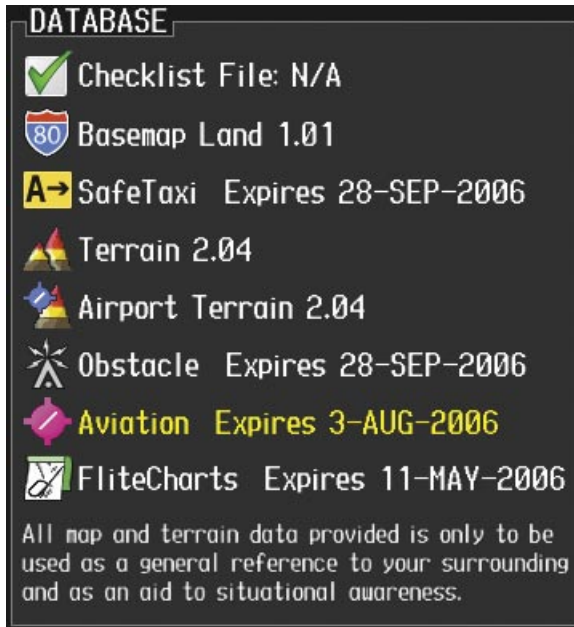 DATABASE
Checklist File: N/A
80 Basemap Land 1.01
A→ SafeTaxi Expires 28-SEP-2006
Terrain 2.04
Airport Terrain 2.04
Obstacle Expires 28-SEP-2006
Aviation Expires 3-AUG-2006
FliteCharts Expires 11-MAY-2006
All map and terrain data provided is only to be
used as a general reference to your surrounding
and as an aid to situational awareness.